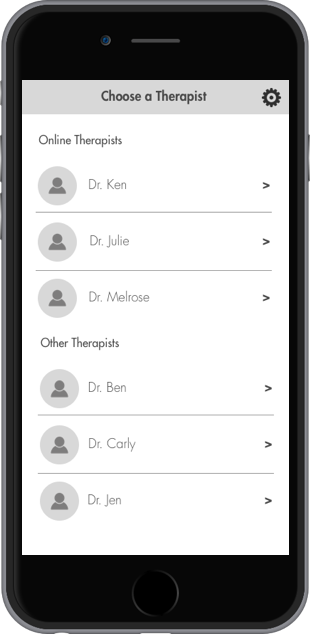 Choose a Therapist
Online Therapists
Dr. Ken >
Dr. Julie >
Dr. Melrose >
Other Therapists
Dr. Ben >
Dr. Carly >
Dr. Jen >